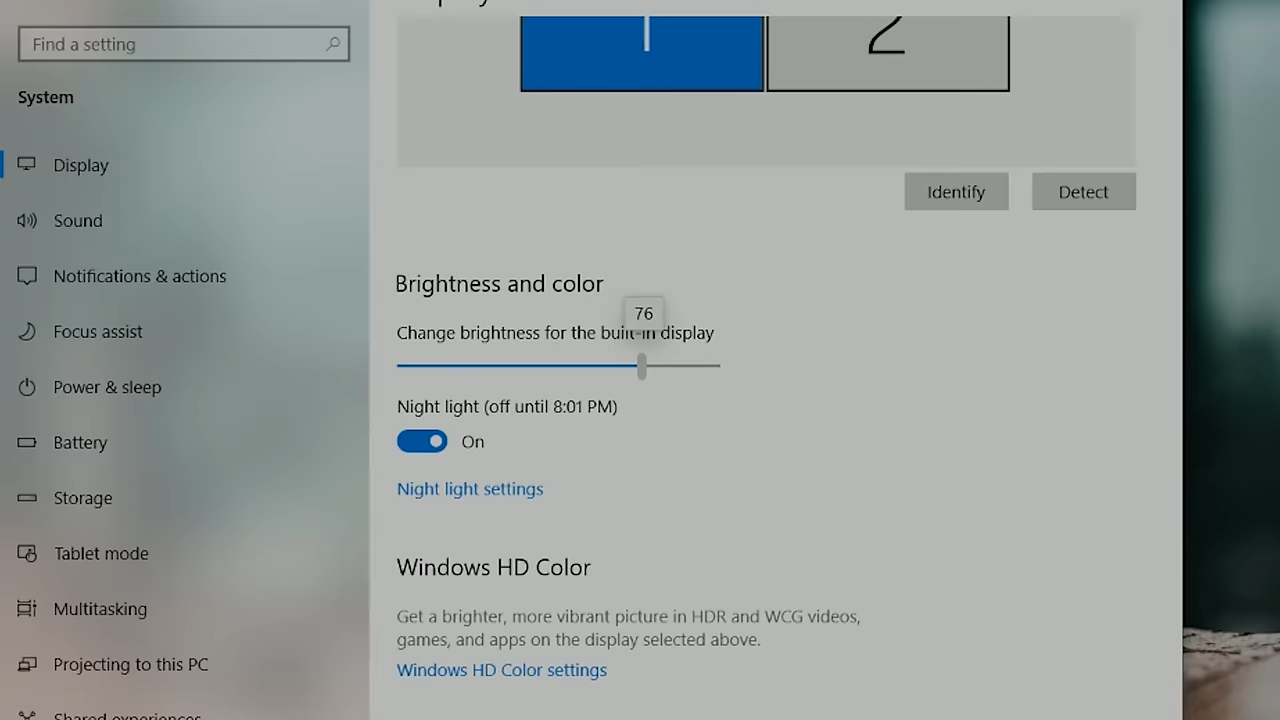 Find a setting
System
Display
Sound
Notifications & actions
Focus assist
Power & sleep
Battery
Storage
Tablet mode
Multitasking
Projecting to this PC
Shared experiences
1
2
Identify
Detect
Brightness and color
76
Change brightness for the built-in display
Night light (off until 8:01 PM)
On
Night light settings
Windows HD Color
Get a brighter, more vibrant picture in HDR and WCG videos,
games, and apps on the display selected above.
Windows HD Color settings